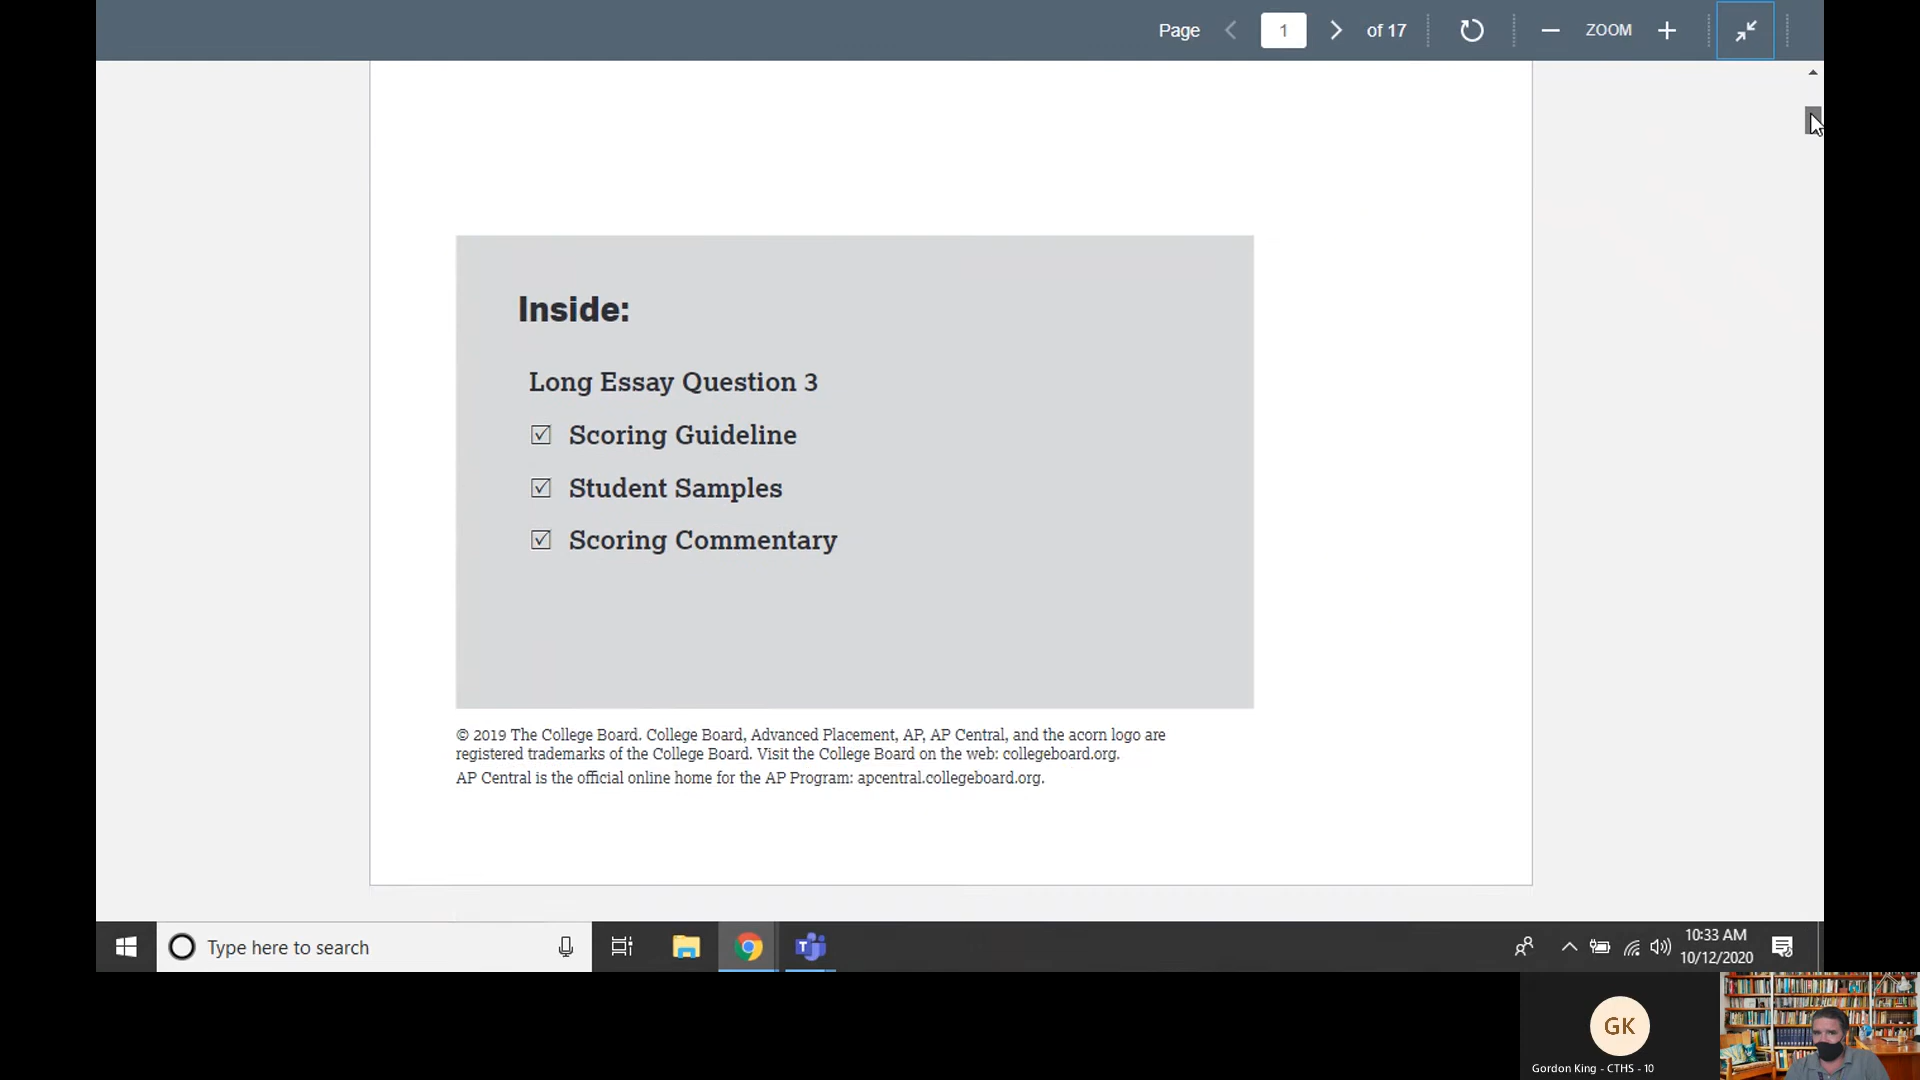 Page 1 of 17 ZOOM
Inside:
Long Essay Question 3
Scoring Guideline
Student Samples
Scoring Commentary
© 2019 The College Board. College Board, Advanced Placement, AP, AP Central, and the acorn logo are
registered trademarks of the College Board. Visit the College Board on the web: collegeboard.org.
AP Central is the official online home for the AP Program: apcentral.collegeboard.org.
Type here to search
10:33 AM
10/12/2020
GK
Gordon King - CTHS - 10